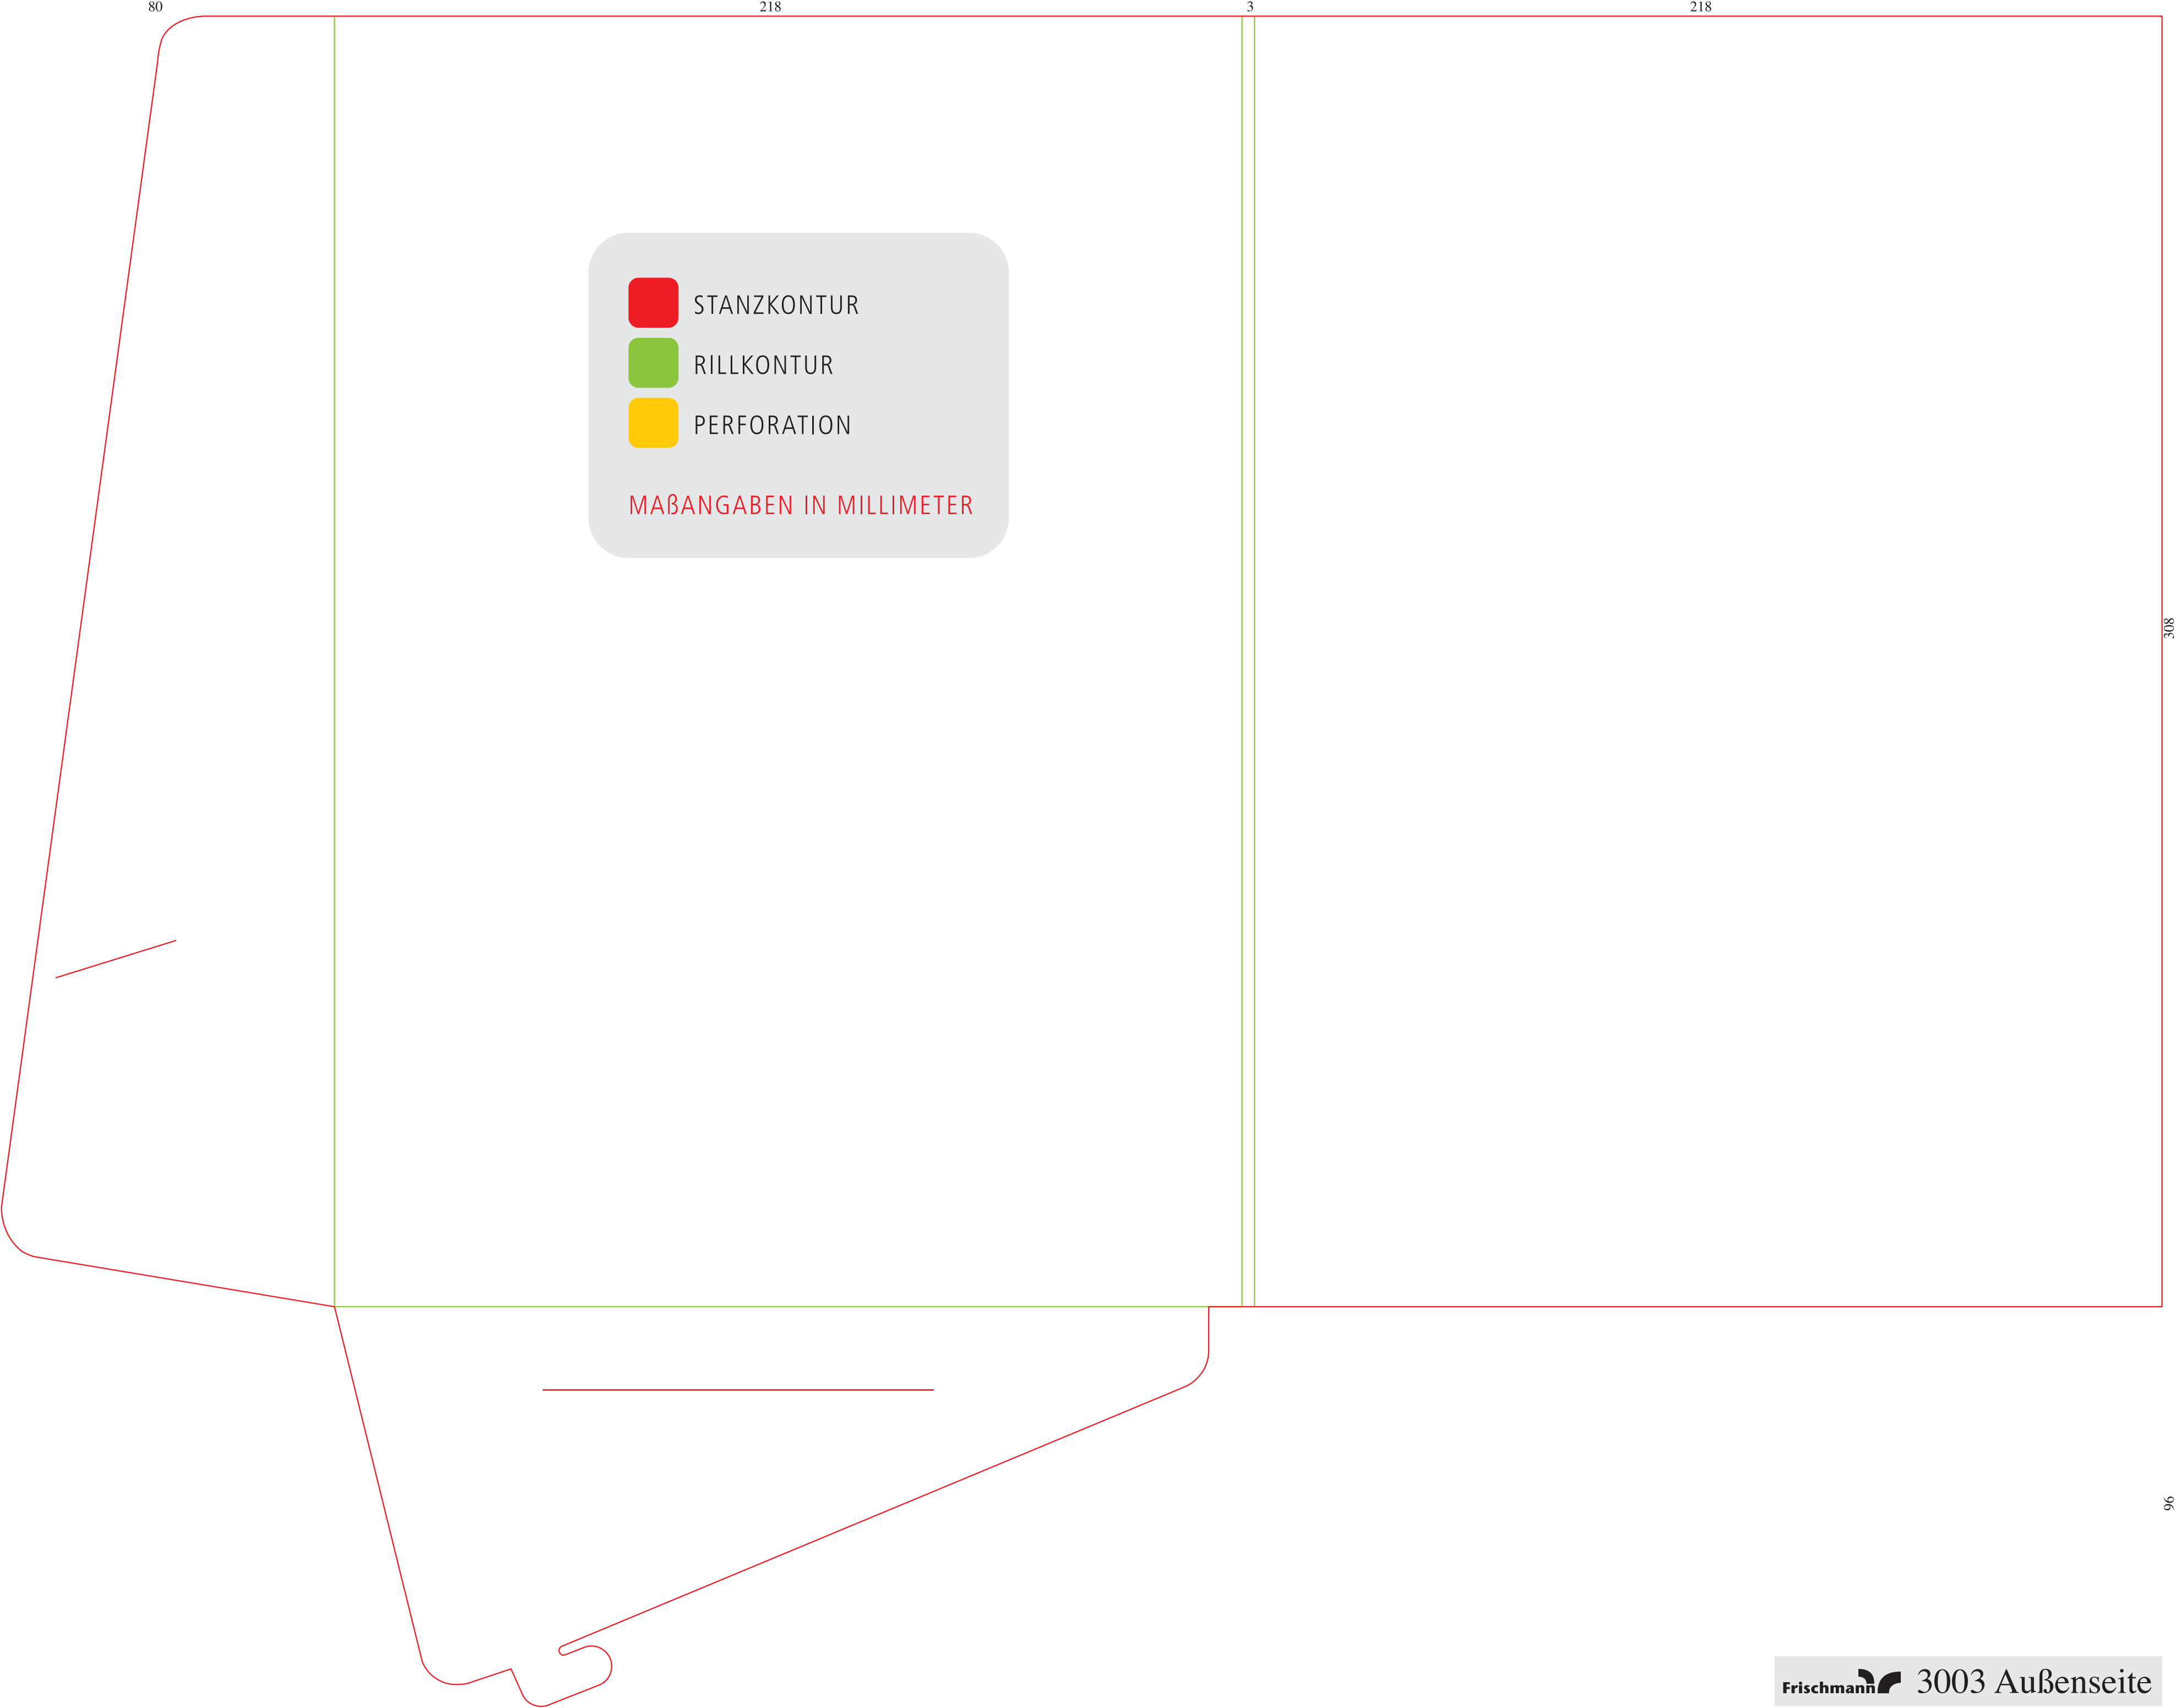 80 218 3 218
STANZKONTUR
RILLKONTUR
PERFORATION
MAßANGABEN IN MILLIMETER
308
96
Frischmann 3003 Außenseite